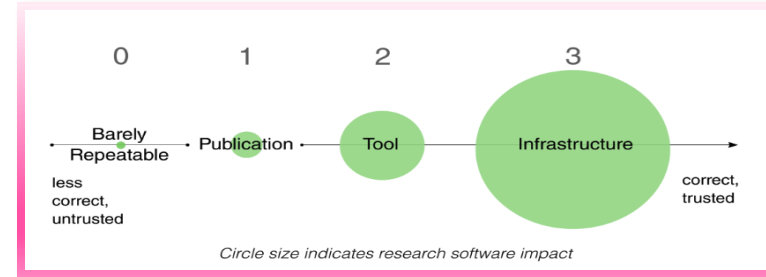 0 1 2 3
Barely
Repeatable
Publication
Tool
Infrastructure
less
correct,
untrusted
correct,
trusted
Circle size indicates research software impact